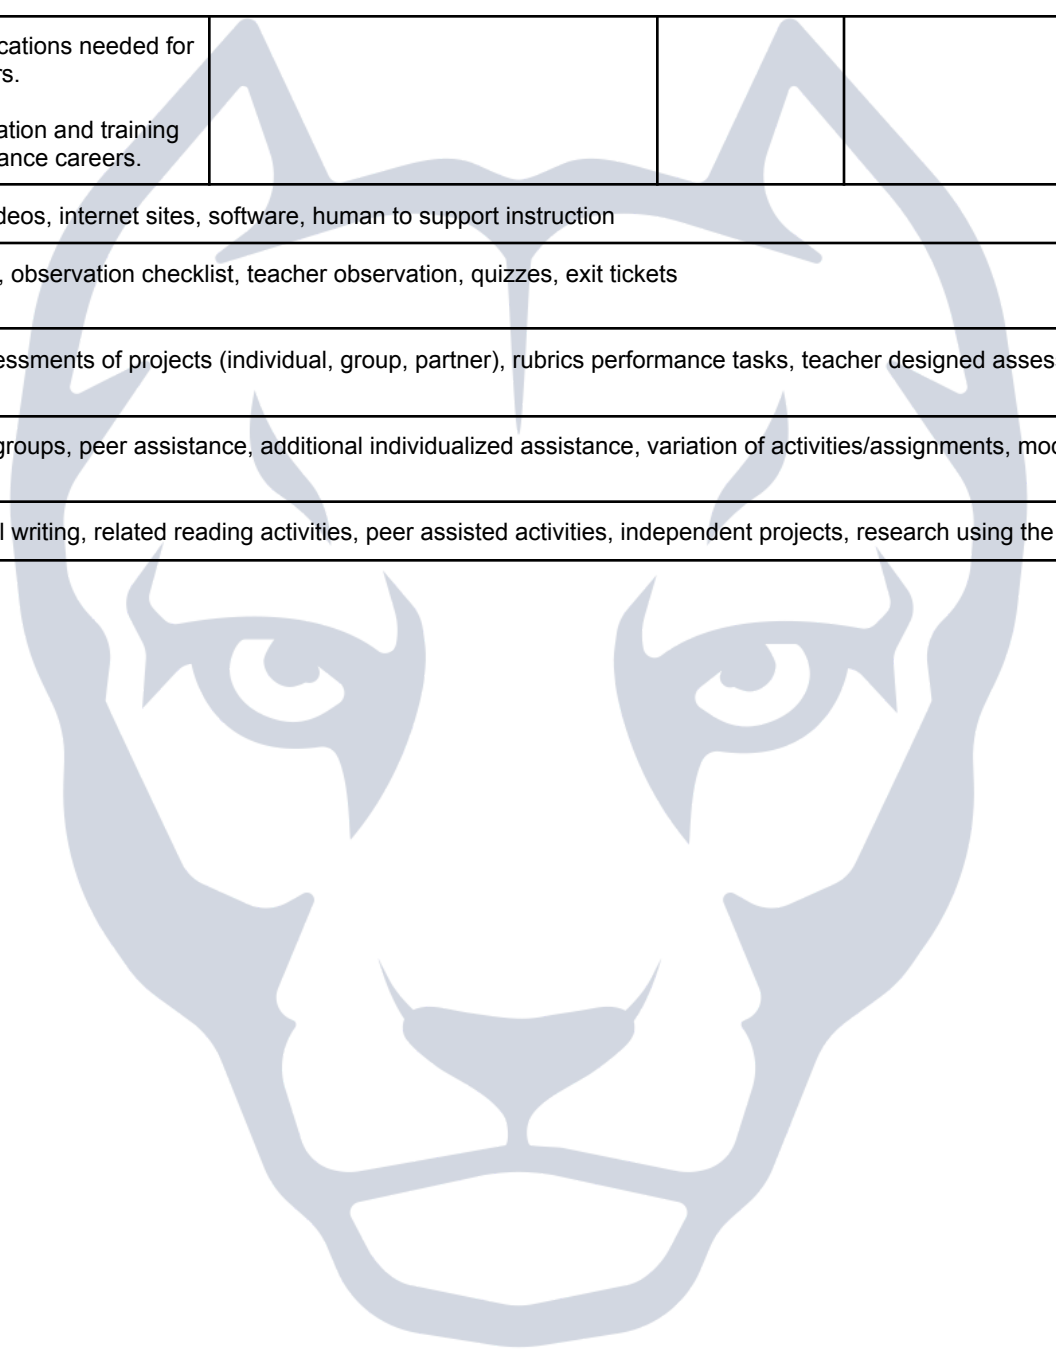 cations needed for
rs.
ation and training
ance careers.
deos, internet sites, software, human to support instruction
, observation checklist, teacher observation, quizzes, exit tickets
essments of projects (individual, group, partner), rubrics performance tasks, teacher designed asses
groups, peer assistance, additional individualized assistance, variation of activities/assignments, mod
l writing, related reading activities, peer assisted activities, independent projects, research using the